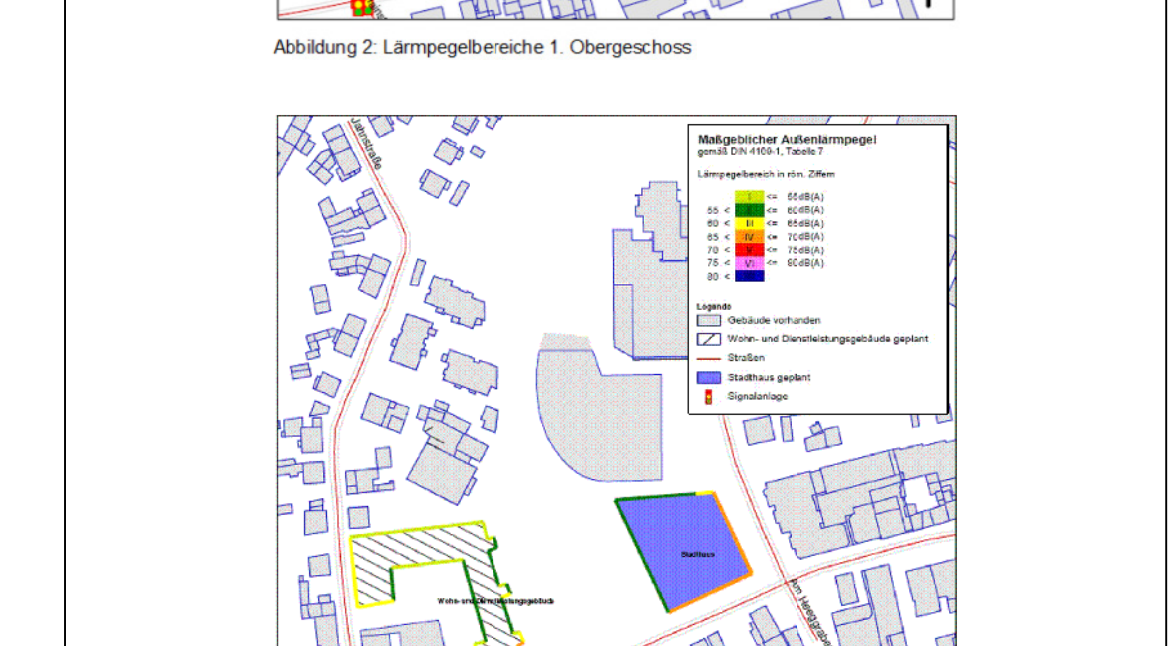 Abbildung 2: Lärmpegelbereiche 1. Obergeschoss
Jahnstraße
Maßgeblicher Außenlärmpegel
gemäß DIN 4109-1, Tabelle 7
Lärmpegelbereich in röm. Ziffern
I <= 55dB(A)
55 < II <= 60dB(A)
60 < III <= 65dB(A)
65 < IV <= 70dB(A)
70 < V <= 75dB(A)
75 < VI <= 80dB(A)
80 <
Legende
Gebäude vorhanden
Wohn- und Dienstleistungsgebäude geplant
Straßen
Stadthaus geplant
Signalanlage
Stadthaus
Wohn- und Dienstleistungsgebäude
Am Heeggrabe